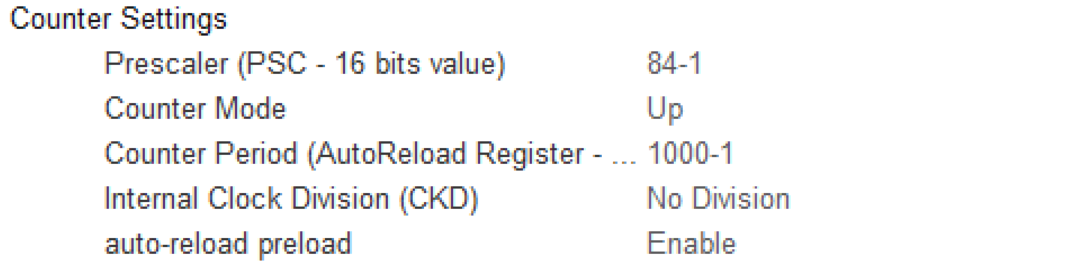 Counter Settings
Prescaler (PSC - 16 bits value) 84-1
Counter Mode Up
Counter Period (AutoReload Register - ... 1000-1
Internal Clock Division (CKD) No Division
auto-reload preload Enable